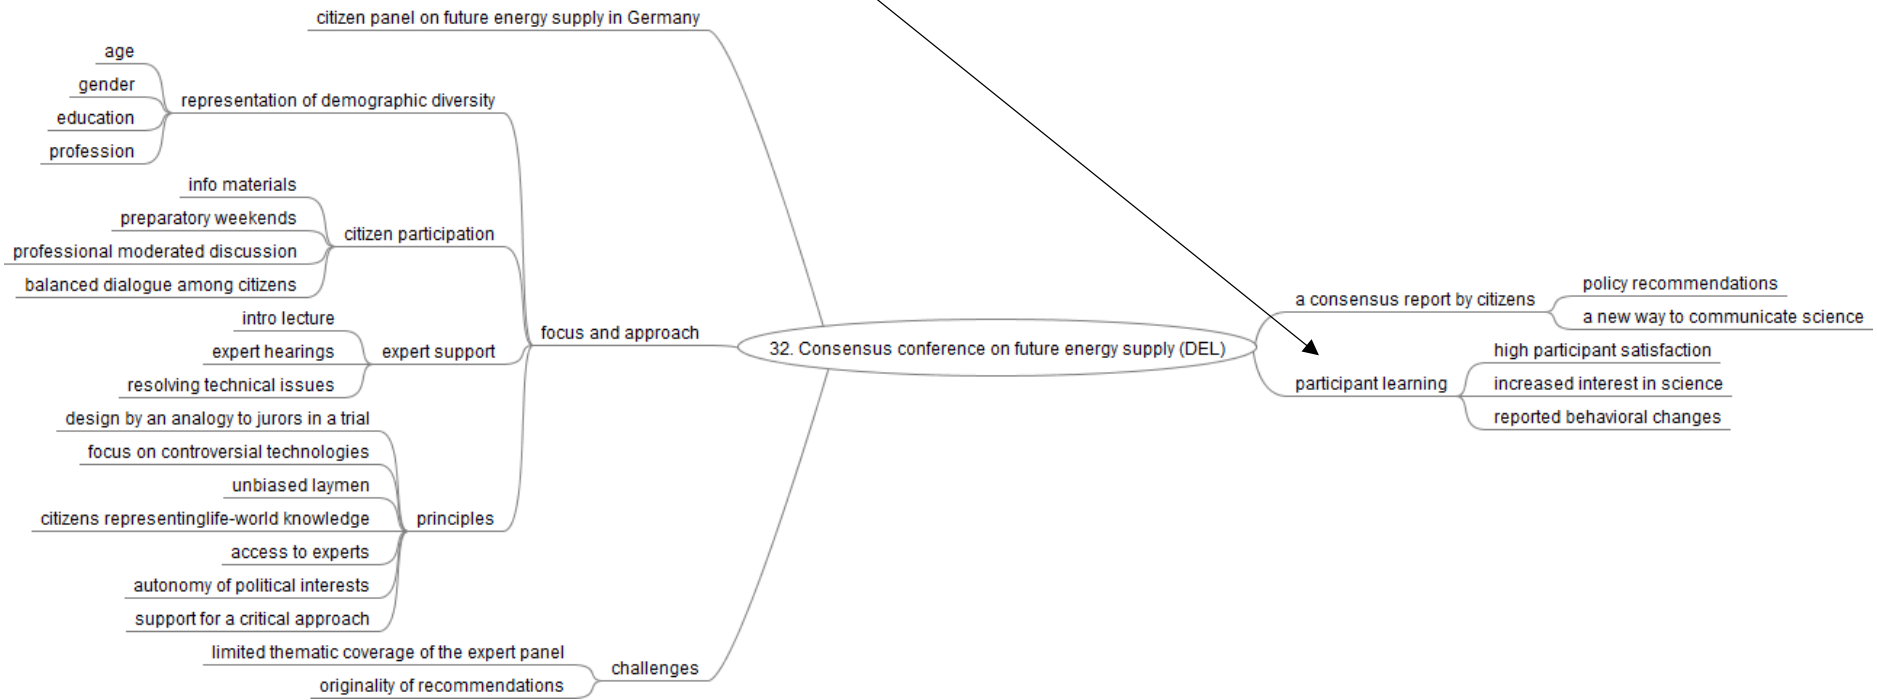 citizen panel on future energy supply in Germany
age
gender
education
profession
representation of demographic diversity
info materials
preparatory weekends
professional moderated discussion
balanced dialogue among citizens
citizen participation
intro lecture
expert hearings
resolving technical issues
expert support
design by an analogy to jurors in a trial
focus on controversial technologies
unbiased laymen
citizens representinglife-world knowledge
access to experts
autonomy of political interests
support for a critical approach
principles
focus and approach
limited thematic coverage of the expert panel
originality of recommendations
challenges
32. Consensus conference on future energy supply (DEL)
a consensus report by citizens
policy recommendations
a new way to communicate science
participant learning
high participant satisfaction
increased interest in science
reported behavioral changes